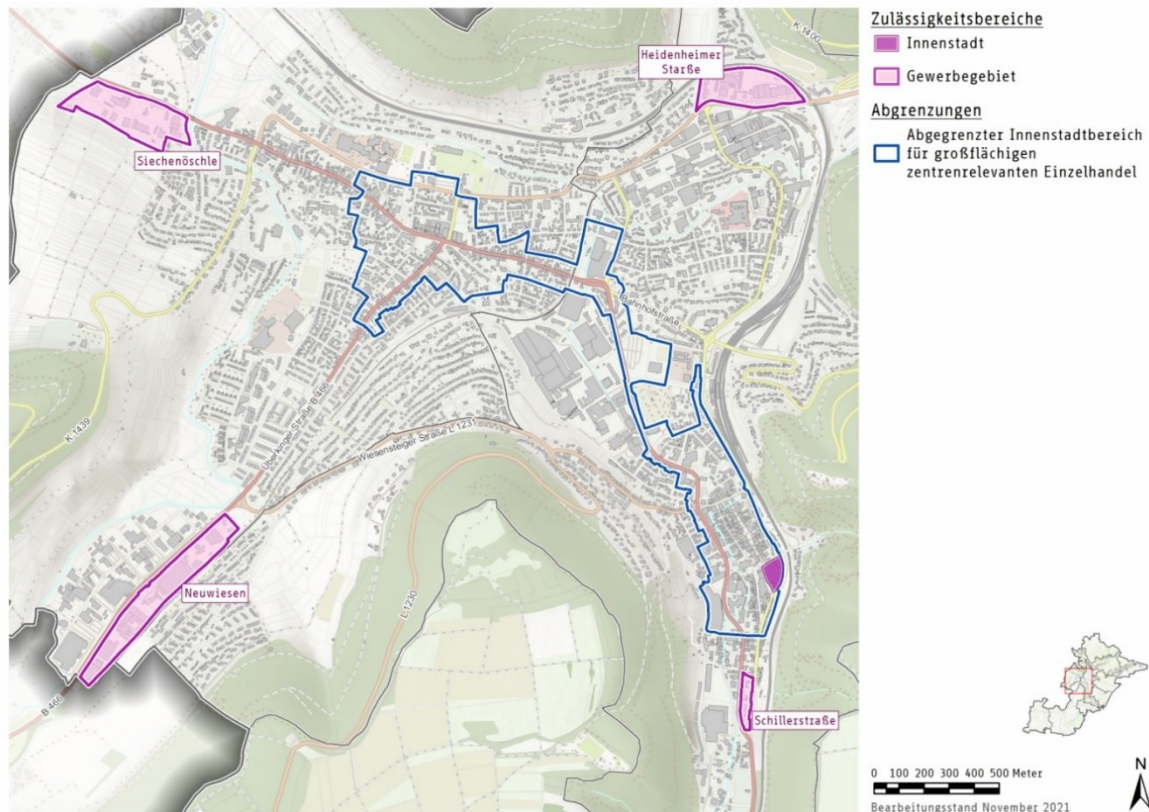 Zulässigkeitsbereiche
Innenstadt
Gewerbegebiet
Abgrenzungen
Abgegrenzter Innenstadtbereich
für großflächigen
zentrenrelevanten Einzelhandel
Heidenheimer
Starße
K 1400
Siechenöschle
Bahnhofstraße
K 1439
Überkinger Straße B 466
Wiesensteiger Straße L 1231
Neuwiesen
L 1230
B 466
Schillerstraße
0 100 200 300 400 500 Meter
N
Bearbeitungsstand November 2021